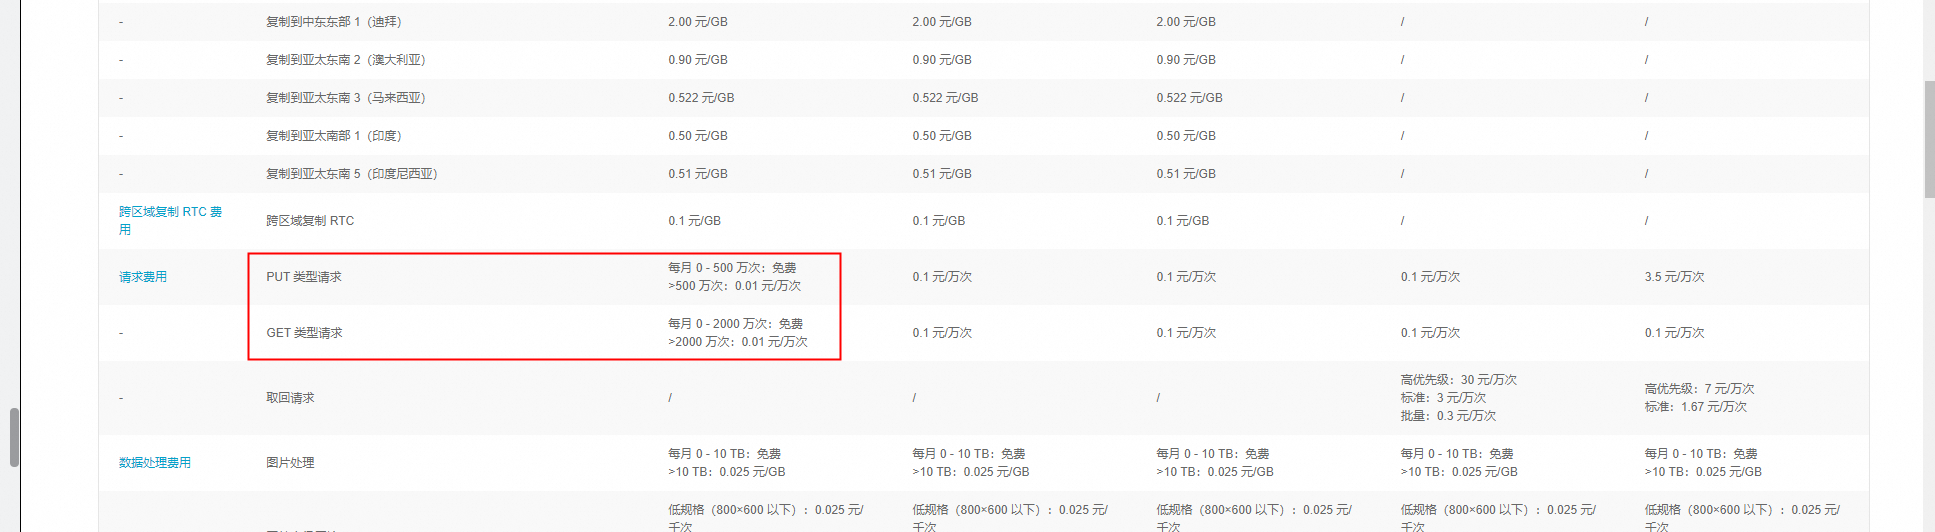 - 复制到中东东部 1（迪拜） 2.00 元/GB 2.00 元/GB 2.00 元/GB / /
- 复制到亚太东南 2（澳大利亚） 0.90 元/GB 0.90 元/GB 0.90 元/GB / /
- 复制到亚太东南 3（马来西亚） 0.522 元/GB 0.522 元/GB 0.522 元/GB / /
- 复制到亚太南部 1（印度） 0.50 元/GB 0.50 元/GB 0.50 元/GB / /
- 复制到亚太东南 5（印度尼西亚） 0.51 元/GB 0.51 元/GB 0.51 元/GB / /
跨区域复制 RTC 费
用
跨区域复制 RTC 0.1 元/GB 0.1 元/GB 0.1 元/GB / /
请求费用 PUT 类型请求
每月 0 - 500 万次：免费
>500 万次：0.01 元/万次
0.1 元/万次 0.1 元/万次 0.1 元/万次 3.5 元/万次
- GET 类型请求
每月 0 - 2000 万次：免费
>2000 万次：0.01 元/万次
0.1 元/万次 0.1 元/万次 0.1 元/万次 0.1 元/万次
- 取回请求 / / /
高优先级：30 元/万次
标准：3 元/万次
批量：0.3 元/万次
高优先级：7 元/万次
标准：1.67 元/万次
数据处理费用 图片处理
每月 0 - 10 TB：免费
>10 TB：0.025 元/GB
每月 0 - 10 TB：免费
>10 TB：0.025 元/GB
每月 0 - 10 TB：免费
>10 TB：0.025 元/GB
每月 0 - 10 TB：免费
>10 TB：0.025 元/GB
每月 0 - 10 TB：免费
>10 TB：0.025 元/GB
低规格（800×600 以下）：0.025 元/
千次
低规格（800×600 以下）：0.025 元/
千次
低规格（800×600 以下）：0.025 元/
千次
低规格（800×600 以下）：0.025 元/
千次
低规格（800×600 以下）：0.025 元/
千次